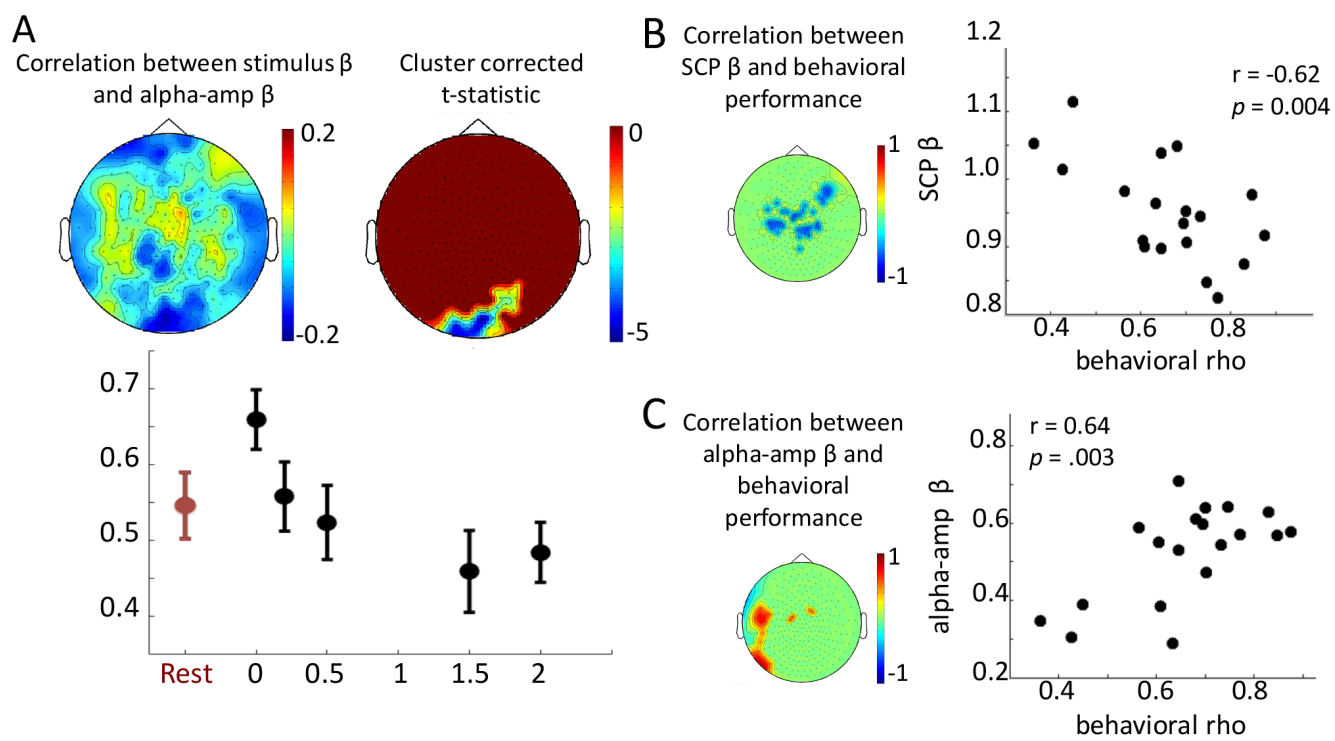 A
Correlation between stimulus β
and alpha-amp β
Cluster corrected
t-statistic
0.2
-0.2
0
-5
0.7
0.6
0.5
0.4
Rest 0 0.5 1 1.5 2
B
Correlation between
SCP β and behavioral
performance
1
-1
SCP β
1.2
1.1
1.0
0.9
0.8
r = -0.62
p = 0.004
0.4 0.6 0.8
behavioral rho
C
Correlation between
alpha-amp β and
behavioral
performance
1
-1
alpha-amp β
0.8
0.6
0.4
0.2
r = 0.64
p = .003
0.4 0.6 0.8
behavioral rho